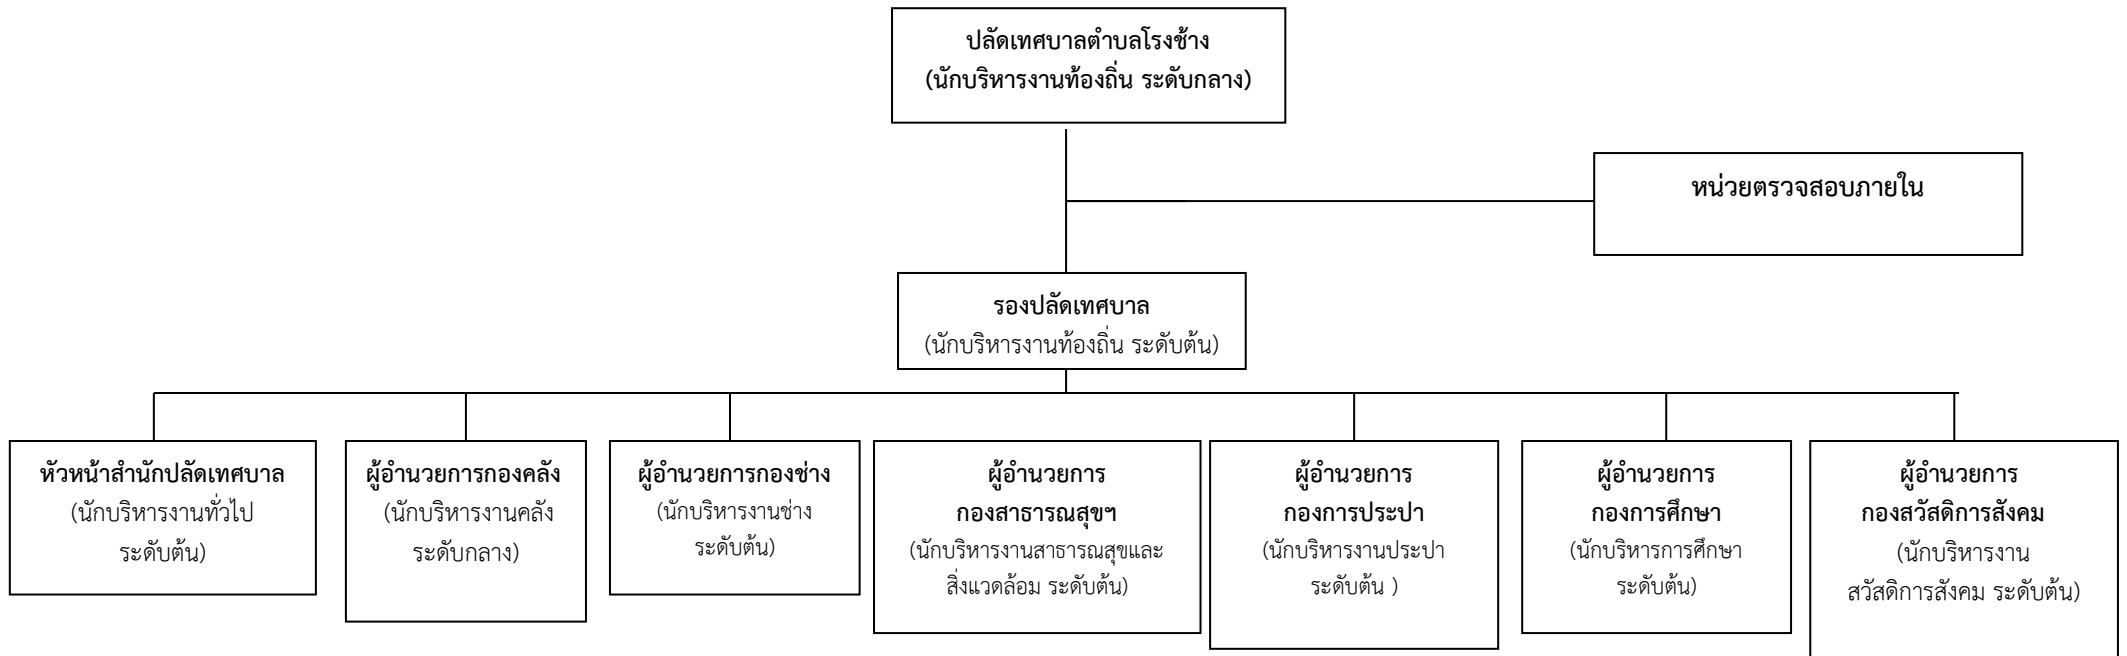 ปลัดเทศบาลตำบลโรงช้าง
(นักบริหารงานท้องถิ่น ระดับกลาง)
หน่วยตรวจสอบภายใน
รองปลัดเทศบาล
(นักบริหารงานท้องถิ่น ระดับต้น)
หัวหน้าสำนักปลัดเทศบาล
(นักบริหารงานทั่วไป
ระดับต้น)
ผู้อำนวยการกองคลัง
(นักบริหารงานคลัง
ระดับกลาง)
ผู้อำนวยการกองช่าง
(นักบริหารงานช่าง
ระดับต้น)
ผู้อำนวยการ
กองสาธารณสุขฯ
(นักบริหารงานสาธารณสุขและ
สิ่งแวดล้อม ระดับต้น)
ผู้อำนวยการ
กองการประปา
(นักบริหารงานประปา
ระดับต้น )
ผู้อำนวยการ
กองการศึกษา
(นักบริหารการศึกษา
ระดับต้น)
ผู้อำนวยการ
กองสวัสดิการสังคม
(นักบริหารงาน
สวัสดิการสังคม ระดับต้น)